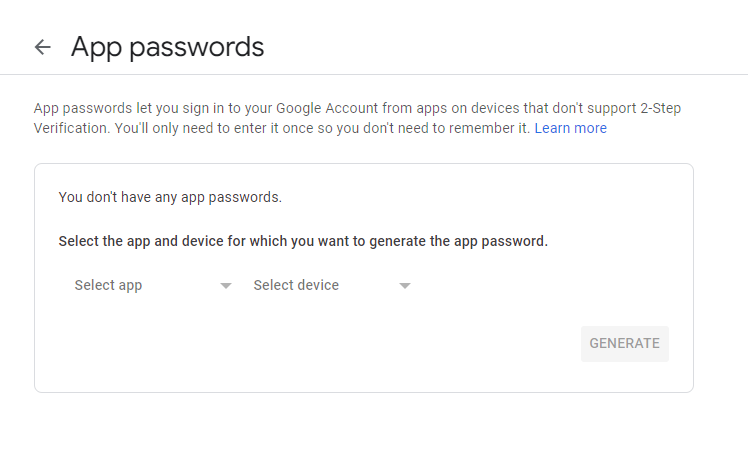 App passwords
App passwords let you sign in to your Google Account from apps on devices that don't support 2-Step
Verification. You'll only need to enter it once so you don't need to remember it. Learn more
You don't have any app passwords.
Select the app and device for which you want to generate the app password.
Select app Select device
GENERATE